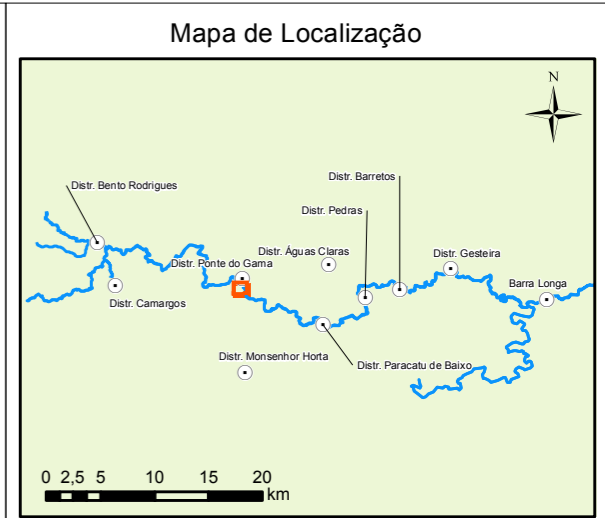 Mapa de Localização
N
Distr. Bento Rodrigues
Distr. Barretos
Distr. Pedras
Distr. Águas Claras
Distr. Ponte do Gama
Distr. Gesteira
Distr. Camargos
Barra Longa
Distr. Monsenhor Horta
Distr. Paracatu de Baixo
0 2,5 5 10 15 20
km